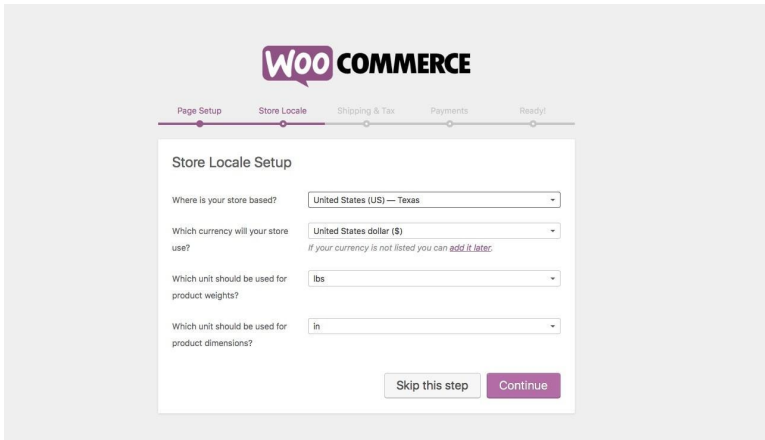 WOO COMMERCE
Page Setup Store Locale Shipping & Tax Payments Ready!
Store Locale Setup
Where is your store based? United States (US) — Texas
Which currency will your store United States dollar ($)
use? If your currency is not listed you can add it later.
Which unit should be used for lbs
product weights?
Which unit should be used for in
product dimensions?
Skip this step Continue